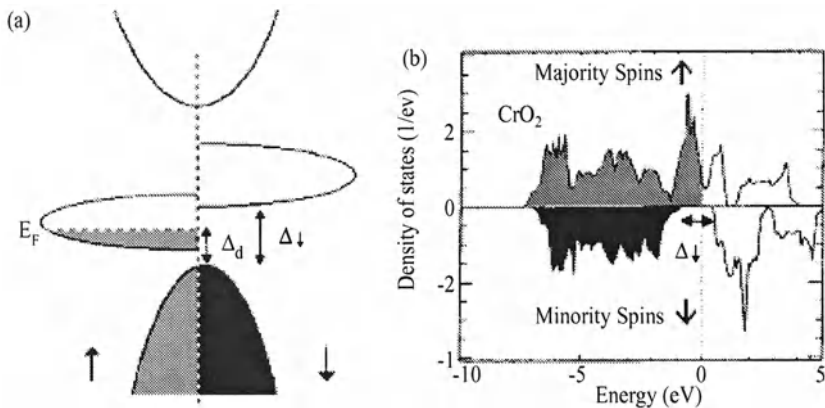 (a)
E_F
Δ_d
Δ↓
↑
↓
(b)
Majority Spins ↑
CrO₂
Δ↓
Minority Spins ↓
Density of states (1/ev)
2
0
-2
-1
-10
-5
0
5
Energy (eV)